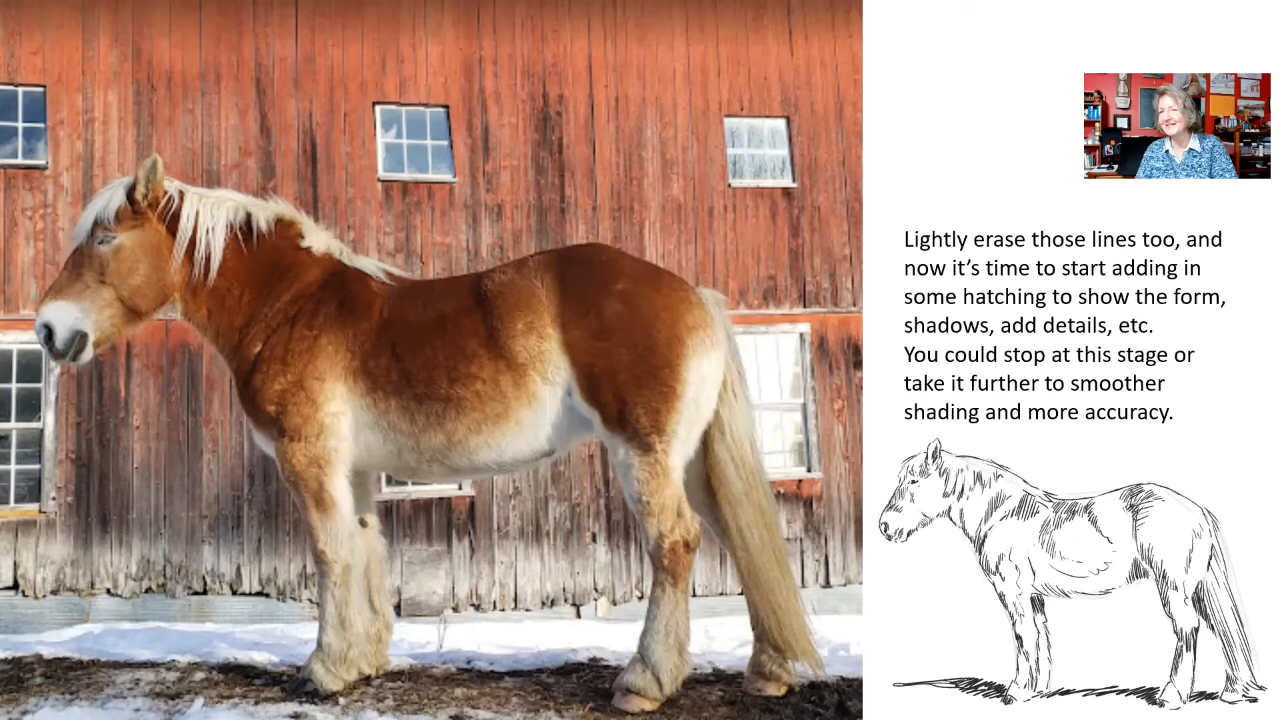 Lightly erase those lines too, and
now it’s time to start adding in
some hatching to show the form,
shadows, add details, etc.
You could stop at this stage or
take it further to smoother
shading and more accuracy.